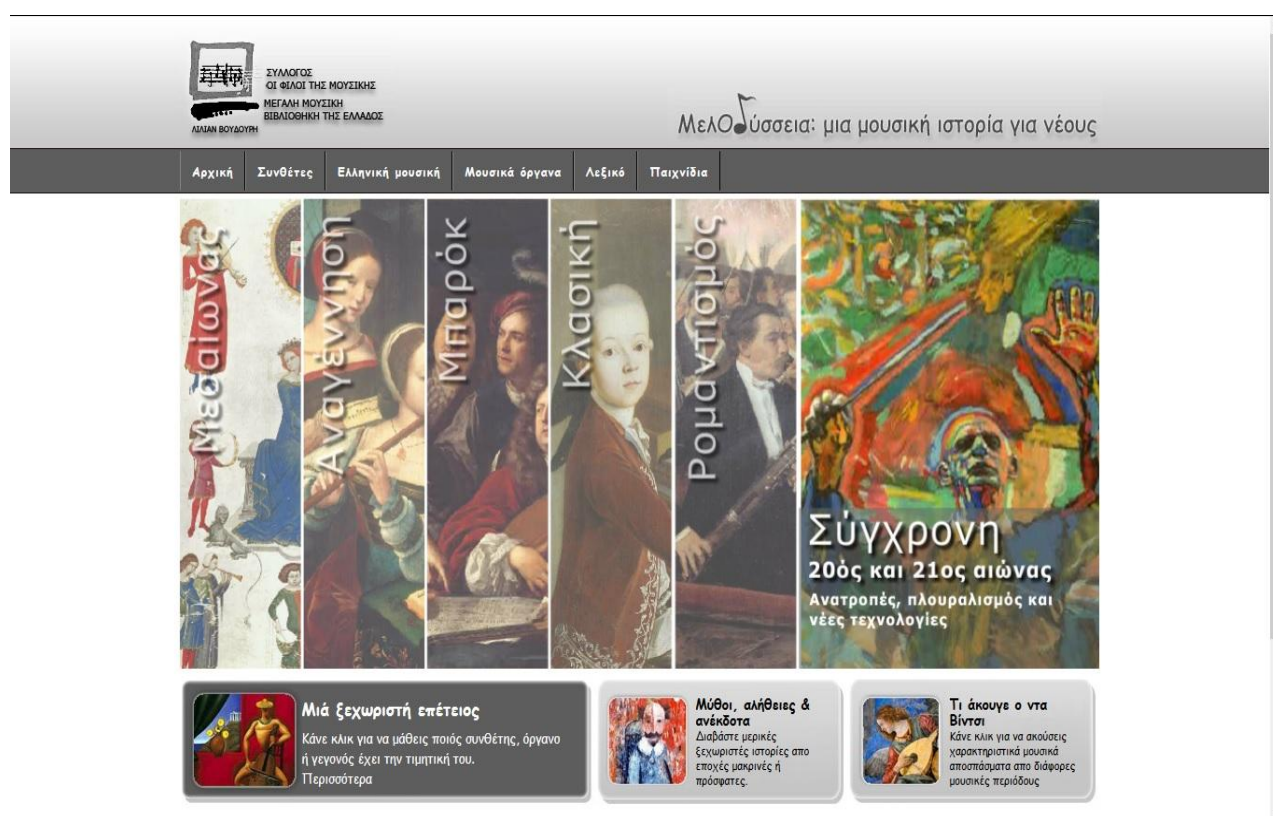 ΣΥΛΛΟΓΟΣ
ΟΙ ΦΙΛΟΙ ΤΗΣ ΜΟΥΣΙΚΗΣ
ΜΕΓΑΛΗ ΜΟΥΣΙΚΗ
ΒΙΒΛΙΟΘΗΚΗ ΤΗΣ ΕΛΛΑΔΟΣ
ΛΙΛΙΑΝ ΒΟΥΔΟΥΡΗ
ΜελΟδύσσεια: μια μουσική ιστορία για νέους
Αρχική Συνθέτες Ελληνική μουσική Μουσικά όργανα Λεξικό Παιχνίδια
Μεσαίωνας
Αναγέννηση
Μπαρόκ
Κλασική
Ρομαντισμός
Σύγχρονη
20ός και 21ος αιώνας
Ανατροπές, πλουραλισμός και
νέες τεχνολογίες
Μιά ξεχωριστή επέτειος
Κάνε κλικ για να μάθεις ποιός συνθέτης, όργανο
ή γεγονός έχει την τιμητική του.
Περισσότερα
Μύθοι, αλήθειες &
ανέκδοτα
Διαβάστε μερικές
ξεχωριστές ιστορίες απο
εποχές μακρινές ή
πρόσφατες.
Τι άκουγε ο ντα
Βίντσι
Κάνε κλικ για να ακούσεις
χαρακτηριστικά μουσικά
αποσπάσματα απο διάφορες
μουσικές περιόδους